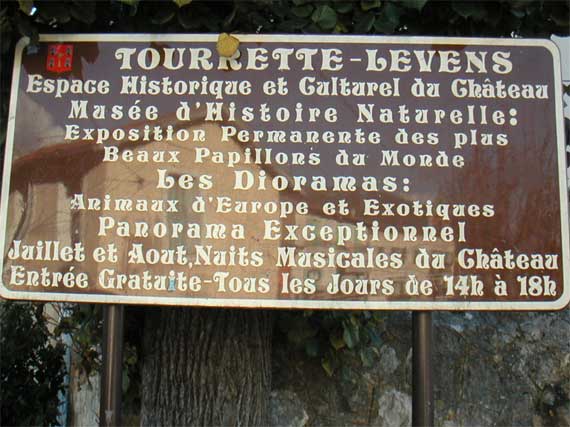 TOURRETTE-LEVENS
Espace Historique et Culturel du Château
Musée d'Histoire Naturelle:
Exposition Permanente des plus
Beaux Papillons du Monde
Les Dioramas:
Animaux d'Europe et Exotiques
Panorama Exceptionnel
Juillet et Aout,Nuits Musicales du Château
Entrée Gratuite-Tous les Jours de 14h à 18h